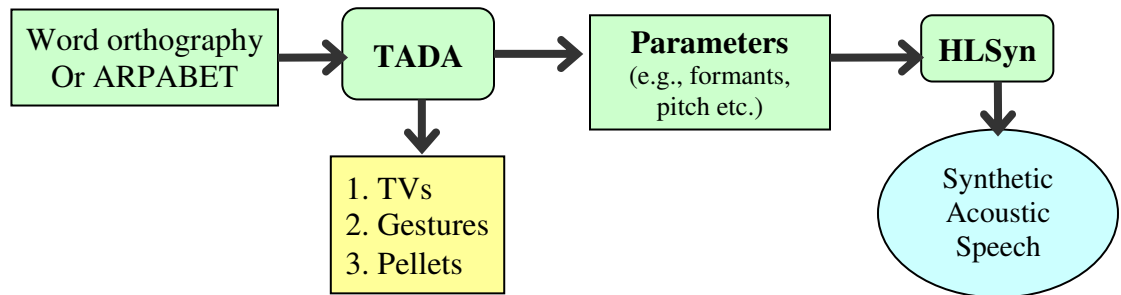 Word orthography
Or ARPABET
TADA
Parameters
(e.g., formants,
pitch etc.)
HLSyn
1. TVs
2. Gestures
3. Pellets
Synthetic
Acoustic
Speech